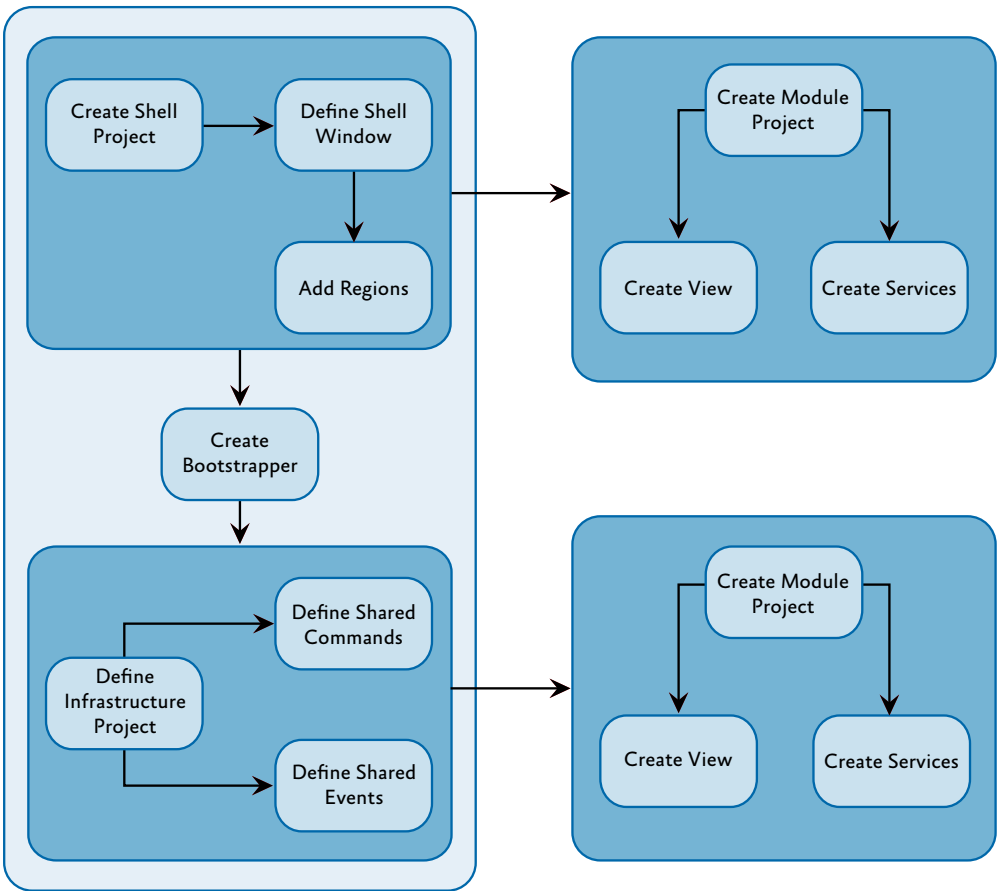 Create Shell
Project
Define Shell
Window
Add Regions
Create
Bootstrapper
Define
Infrastructure
Project
Define Shared
Commands
Define Shared
Events
Create Module
Project
Create View
Create Services
Create Module
Project
Create View
Create Services